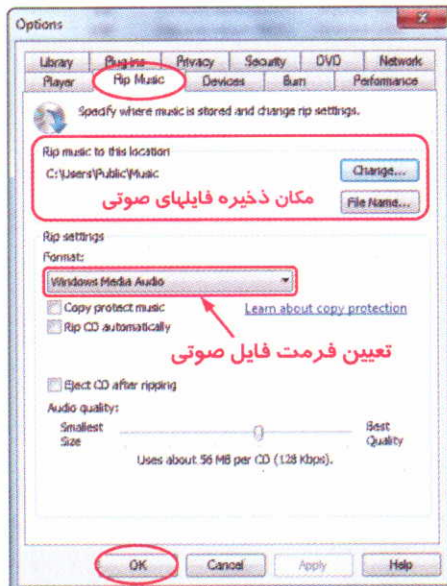 Options
Library Plug-ins Privacy Security DVD Network
Player Rip Music Devices Burn Performance
Specify where music is stored and change rip settings.
Rip music to this location
C:\Users\Public\Music
Change...
مکان ذخیره فایلهای صوتی
File Name...
Rip settings
Format:
Windows Media Audio
Copy protect music Learn about copy protection
Rip CD automatically
تعیین فرمت فایل صوتی
Eject CD after ripping
Audio quality:
Smallest Size
Best Quality
Uses about 56 MB per CD (128 Kbps).
OK Cancel Apply Help